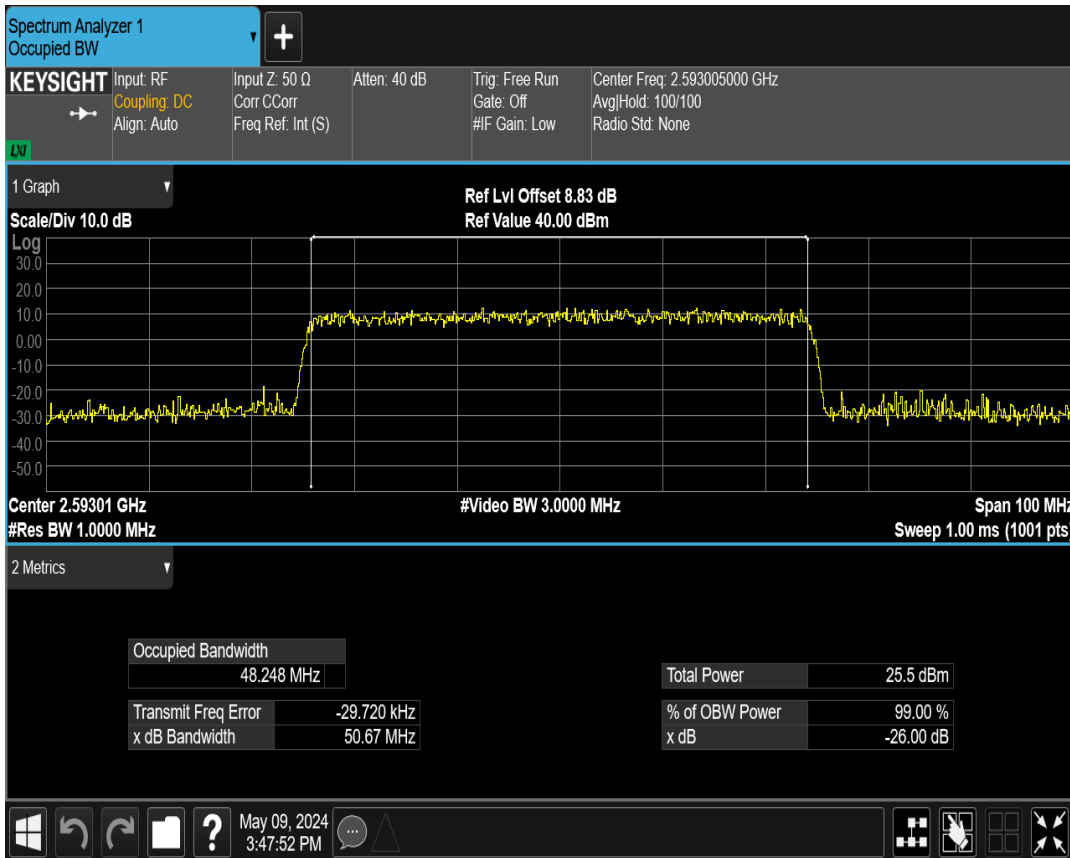 Spectrum Analyzer 1
Occupied BW
KEYSIGHT
LXI
Input: RF
Coupling: DC
Align: Auto
Input Z: 50 Ω
Corr CCorr
Freq Ref: Int (S)
Atten: 40 dB
Trig: Free Run
Gate: Off
#IF Gain: Low
Center Freq: 2.593005000 GHz
Avg|Hold: 100/100
Radio Std: None
1 Graph
Ref Lvl Offset 8.83 dB
Scale/Div 10.0 dB
Ref Value 40.00 dBm
Log
30.0
20.0
10.0
0.00
-10.0
-20.0
-30.0
-40.0
-50.0
Center 2.59301 GHz
#Video BW 3.0000 MHz
Span 100 MHz
#Res BW 1.0000 MHz
Sweep 1.00 ms (1001 pts)
2 Metrics
Occupied Bandwidth
48.248 MHz
Total Power 25.5 dBm
Transmit Freq Error -29.720 kHz
% of OBW Power 99.00 %
x dB Bandwidth 50.67 MHz
x dB -26.00 dB
May 09, 2024
3:47:52 PM